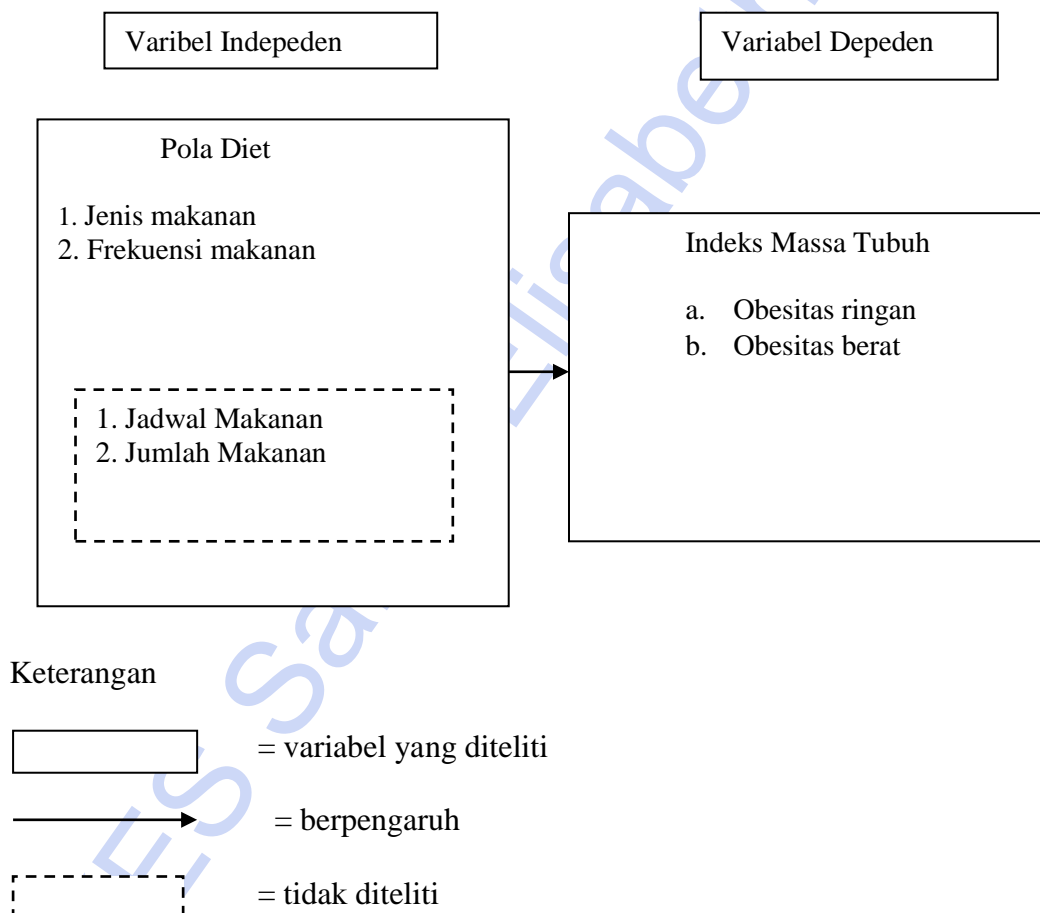 Varibel Indepeden
Variabel Depeden
Pola Diet
1. Jenis makanan
2. Frekuensi makanan
1. Jadwal Makanan
2. Jumlah Makanan
Indeks Massa Tubuh
a. Obesitas ringan
b. Obesitas berat
Keterangan
= variabel yang diteliti
= berpengaruh
= tidak diteliti